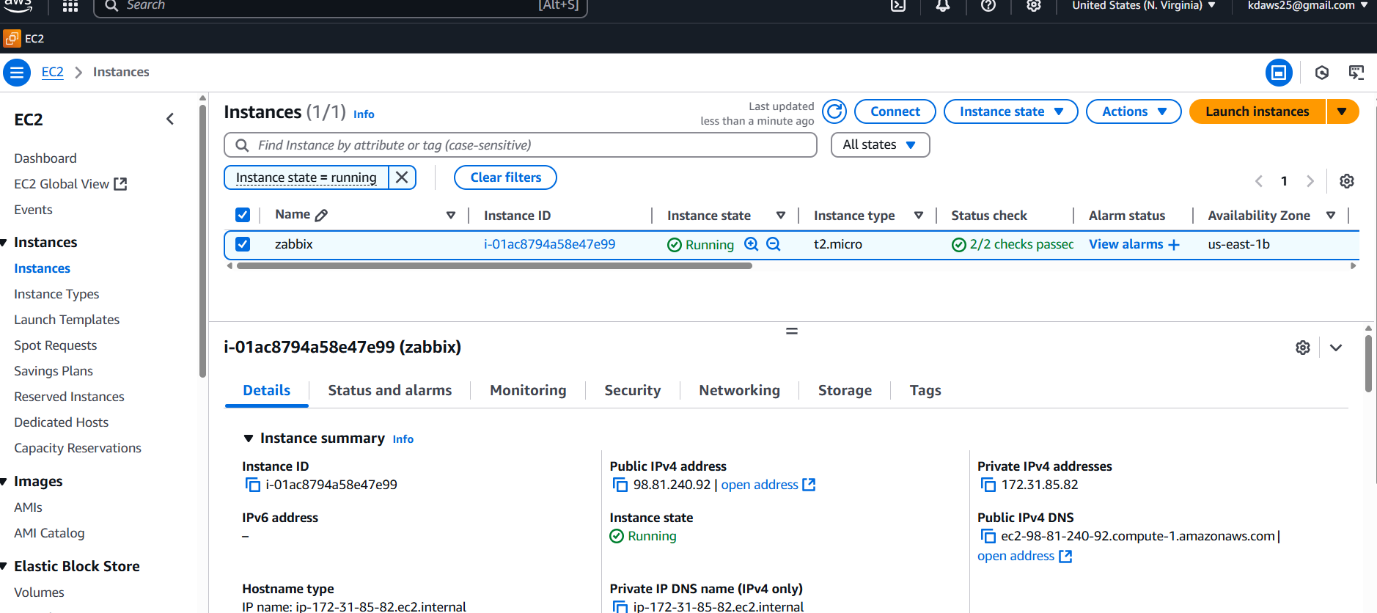 aws
Search
[Alt+S]
United States (N. Virginia)
kdaws25@gmail.com
EC2
EC2
Instances
EC2
Dashboard
EC2 Global View
Events
Instances
Instances
Instance Types
Launch Templates
Spot Requests
Savings Plans
Reserved Instances
Dedicated Hosts
Capacity Reservations
Images
AMIs
AMI Catalog
Elastic Block Store
Volumes
Instances (1/1) Info
Last updated
less than a minute ago
Connect
Instance state
Actions
Launch instances
Find Instance by attribute or tag (case-sensitive)
All states
Instance state = running
Clear filters
1
Name Instance ID Instance state Instance type Status check Alarm status Availability Zone
zabbix i-01ac8794a58e47e99 Running t2.micro 2/2 checks passec View alarms + us-east-1b
i-01ac8794a58e47e99 (zabbix)
Details Status and alarms Monitoring Security Networking Storage Tags
Instance summary Info
Instance ID
i-01ac8794a58e47e99
Public IPv4 address
98.81.240.92 | open address
Private IPv4 addresses
172.31.85.82
IPv6 address
–
Instance state
Running
Public IPv4 DNS
ec2-98-81-240-92.compute-1.amazonaws.com |
open address
Hostname type
IP name: ip-172-31-85-82.ec2.internal
Private IP DNS name (IPv4 only)
ip-172-31-85-82.ec2.internal